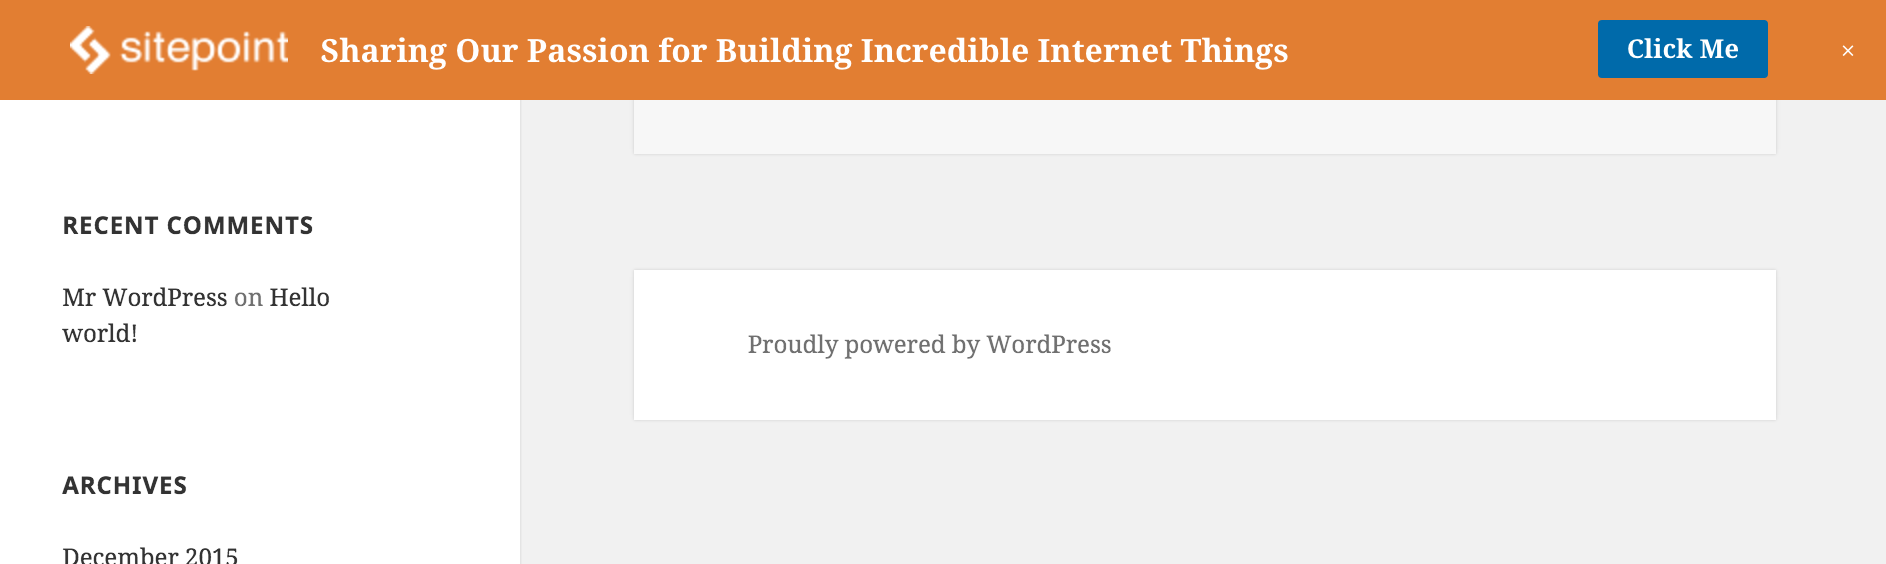 sitepoint Sharing Our Passion for Building Incredible Internet Things Click Me ×
RECENT COMMENTS
Mr WordPress on Hello
world!
Proudly powered by WordPress
ARCHIVES
December 2015